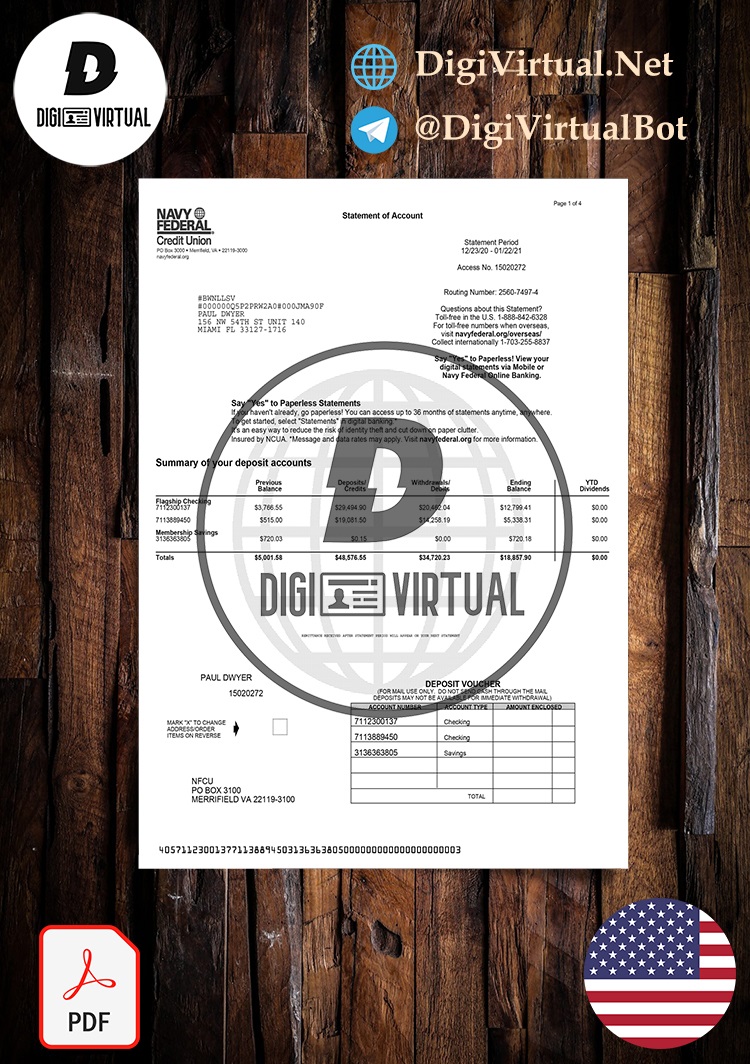 D
DIGI VIRTUAL
DigiVirtual.Net
@DigiVirtualBot
Page 1 of 4
NAVY
FEDERAL
Credit Union
PO Box 3000 • Merrifield, VA • 22119-3000
navyfederal.org
Statement of Account
Statement Period
12/23/20 - 01/22/21
Access No. 15020272
Routing Number: 2560-7497-4
Questions about this Statement?
Toll-free in the U.S. 1-888-842-6328
For toll-free numbers when overseas,
visit navyfederal.org/overseas/
Collect internationally 1-703-255-8837
Say "Yes" to Paperless! View your
digital statements via Mobile or
Navy Federal Online Banking.
#BWNLLSV
#000000Q5P2PRW2A0#000JMA90F
PAUL DWYER
156 NW 54TH ST UNIT 140
MIAMI FL 33127-1716
Say "Yes" to Paperless Statements
If you haven't already, go paperless! You can access up to 36 months of statements anytime, anywhere.
To get started, select "Statements" in digital banking.*
It's an easy way to reduce the risk of identity theft and cut down on paper clutter.
Insured by NCUA. *Message and data rates may apply. Visit navyfederal.org for more information.
Summary of your deposit accounts
Previous Balance Deposits/ Credits Withdrawals/ Debits Ending Balance YTD Dividends
Flagship Checking
7112300137 $3,766.55 $29,494.90 $20,462.04 $12,799.41 $0.00
7113889450 $515.00 $19,081.50 $14,258.19 $5,338.31 $0.00
Membership Savings
3136363805 $720.03 $0.15 $0.00 $720.18 $0.00
Totals $5,001.58 $48,576.55 $34,720.23 $18,857.90 $0.00
D
DIGI VIRTUAL
REMITTANCE RECEIVED AFTER STATEMENT PERIOD WILL APPEAR ON YOUR NEXT STATEMENT
PAUL DWYER
15020272
MARK "X" TO CHANGE
ADDRESS/ORDER
ITEMS ON REVERSE
DEPOSIT VOUCHER
(FOR MAIL USE ONLY. DO NOT SEND CASH THROUGH THE MAIL
DEPOSITS MAY NOT BE AVAILABLE FOR IMMEDIATE WITHDRAWAL)
ACCOUNT NUMBER ACCOUNT TYPE AMOUNT ENCLOSED
7112300137 Checking
7113889450 Checking
3136363805 Savings
TOTAL
NFCU
PO BOX 3100
MERRIFIELD VA 22119-3100
PDF